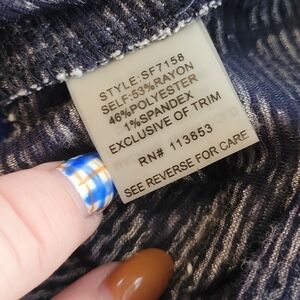 STYLE:SF7158
SELF:53%RAYON
46%POLYESTER
1%SPANDEX
EXCLUSIVE OF TRIM
RN# 113853
SEE REVERSE FOR CARE